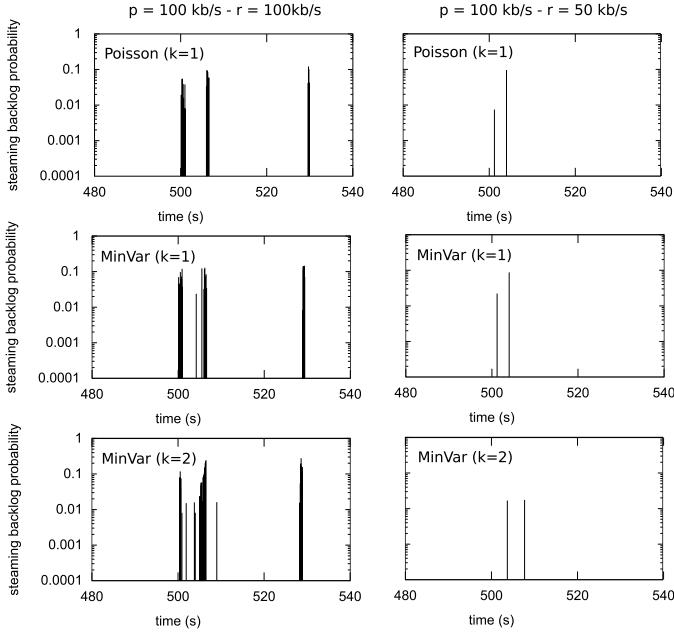 p = 100 kb/s - r = 100kb/s
p = 100 kb/s - r = 50 kb/s
steaming backlog probability
1
0.1
0.01
0.001
0.0001
Poisson (k=1)
480
500
520
540
time (s)
Poisson (k=1)
480
500
520
540
time (s)
steaming backlog probability
1
0.1
0.01
0.001
0.0001
MinVar (k=1)
480
500
520
540
time (s)
MinVar (k=1)
480
500
520
540
time (s)
steaming backlog probability
1
0.1
0.01
0.001
0.0001
MinVar (k=2)
480
500
520
540
time (s)
MinVar (k=2)
480
500
520
540
time (s)